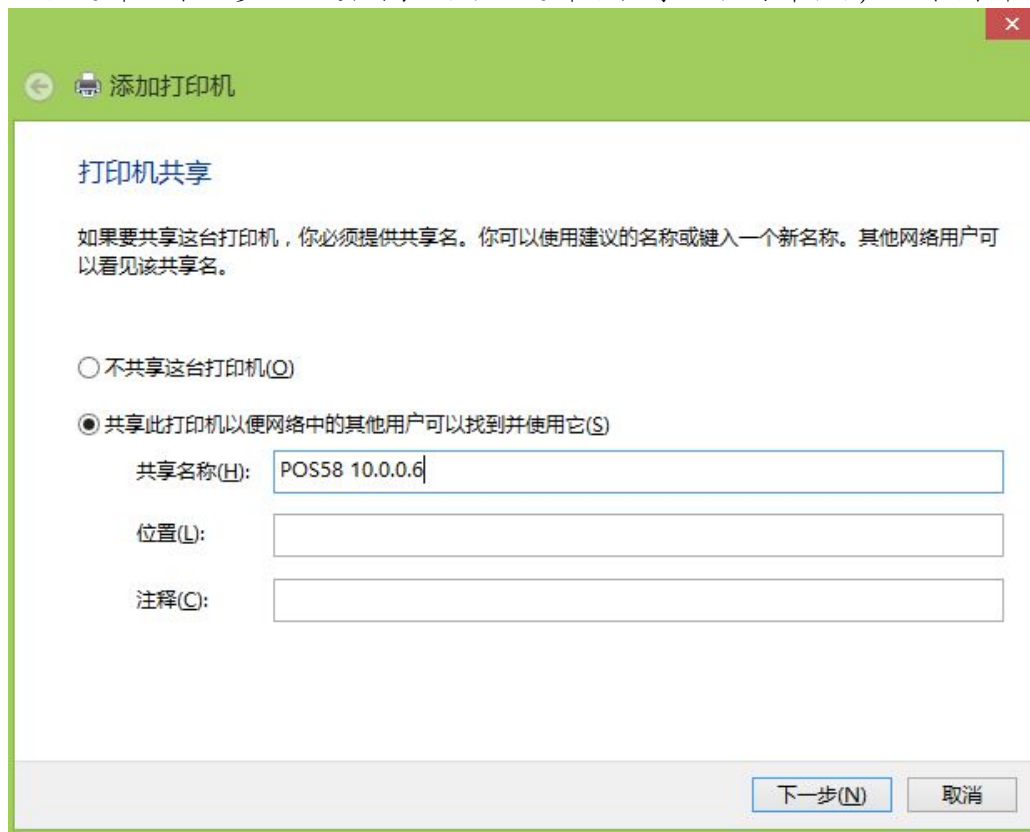 添加打印机
打印机共享
如果要共享这台打印机，你必须提供共享名。你可以使用建议的名称或键入一个新名称。其他网络用户可
以看见该共享名。
不共享这台打印机(O)
共享此打印机以便网络中的其他用户可以找到并使用它(S)
共享名称(H): POS58 10.0.0.6
位置(L):
注释(C):
下一步(N) 取消